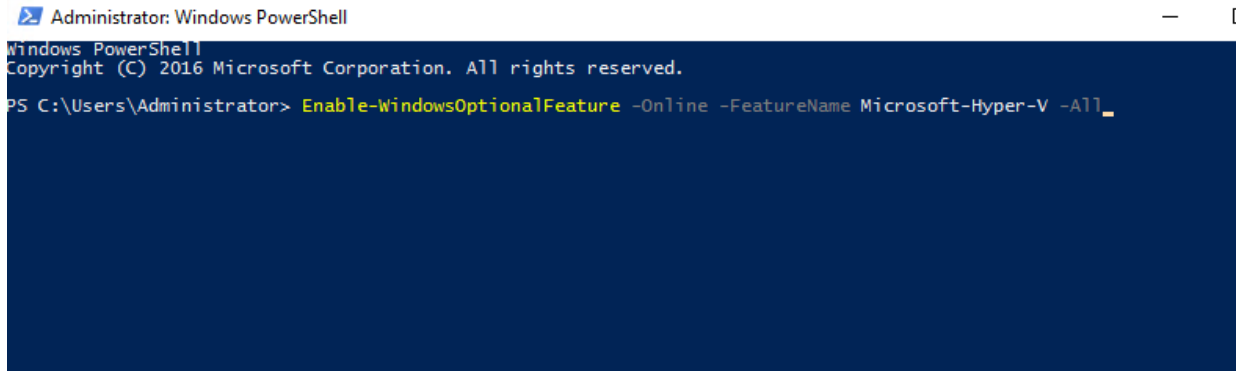 Administrator: Windows PowerShell
Windows PowerShell
Copyright (C) 2016 Microsoft Corporation. All rights reserved.
PS C:\Users\Administrator> Enable-WindowsOptionalFeature -Online -FeatureName Microsoft-Hyper-V -All